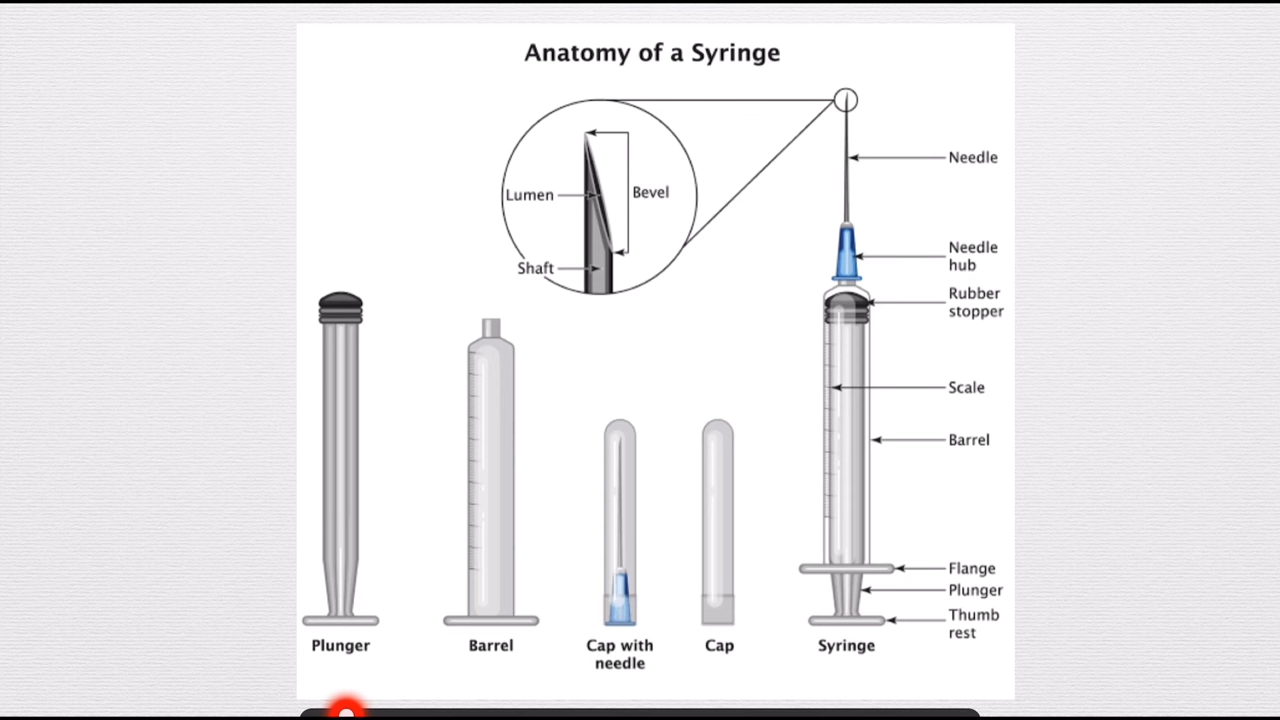 Anatomy of a Syringe
Lumen
Bevel
Shaft
Needle
Needle
hub
Rubber
stopper
Scale
Barrel
Flange
Plunger
Thumb
rest
Plunger
Barrel
Cap with
needle
Cap
Syringe